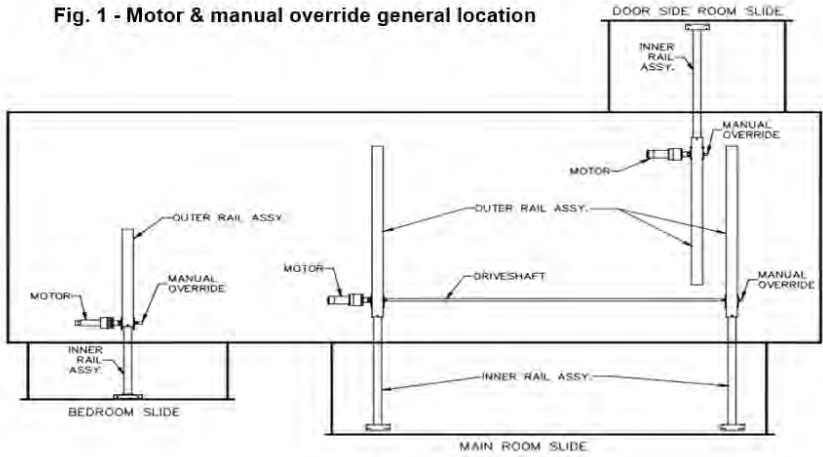 Fig. 1 - Motor & manual override general location
DOOR SIDE ROOM SLIDE
INNER
RAIL
ASSY.
MANUAL
OVERRIDE
MOTOR
OUTER RAIL ASSY.
OUTER RAIL ASSY.
MOTOR
DRIVESHAFT
MANUAL
OVERRIDE
MANUAL
OVERRIDE
MOTOR
INNER
RAIL
ASSY.
INNER RAIL ASSY.
BEDROOM SLIDE
MAIN ROOM SLIDE